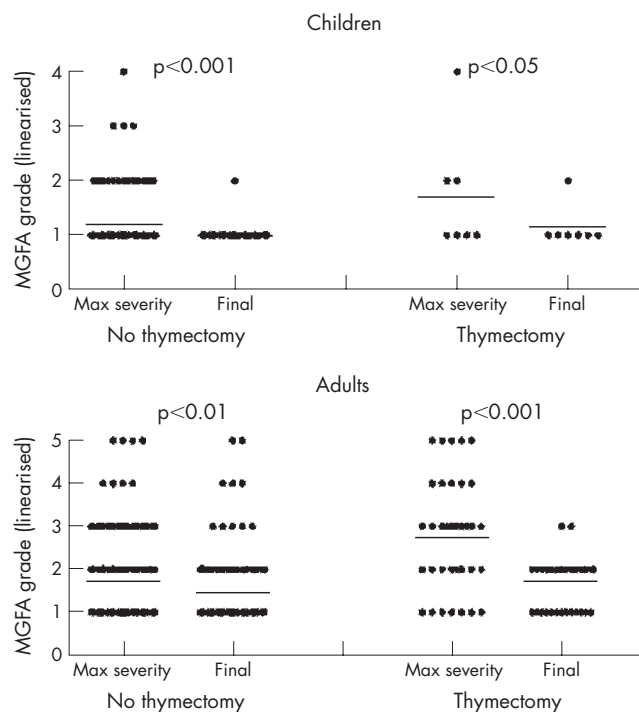 Children
p<0.001 p<0.05
MGFA grade (linearised)
4
3
2
1
0
Max severity Final Max severity Final
No thymectomy Thymectomy
Adults
p<0.01 p<0.001
MGFA grade (linearised)
5
4
3
2
1
0
Max severity Final Max severity Final
No thymectomy Thymectomy